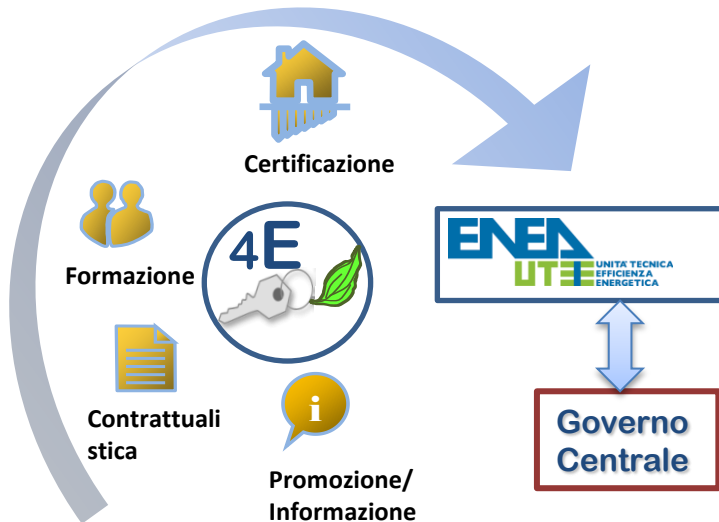 Certificazione
Formazione
4E
Contrattuali
stica
i
Promozione/
Informazione
ENEA
UTEE
UNITÀ TECNICA
EFFICIENZA
ENERGETICA
Governo
Centrale